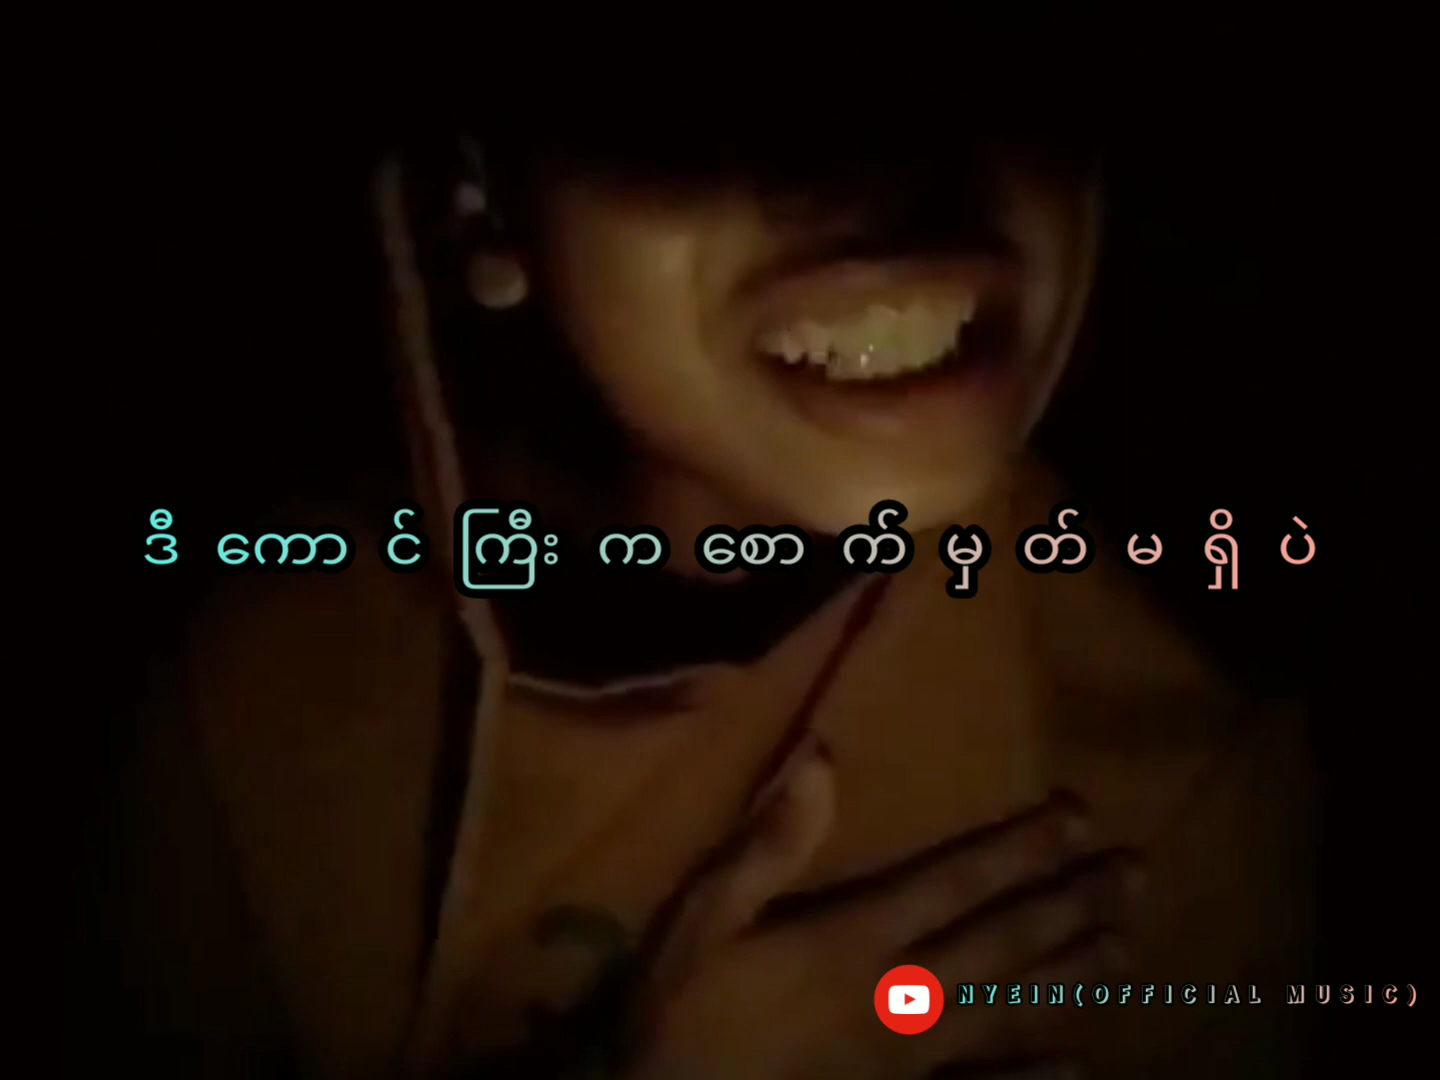 ဒီ ကော င် ကြီး က စော က် မှ တ် မ ရှိ ပဲ
NYEIN(OFFICIAL MUSIC)